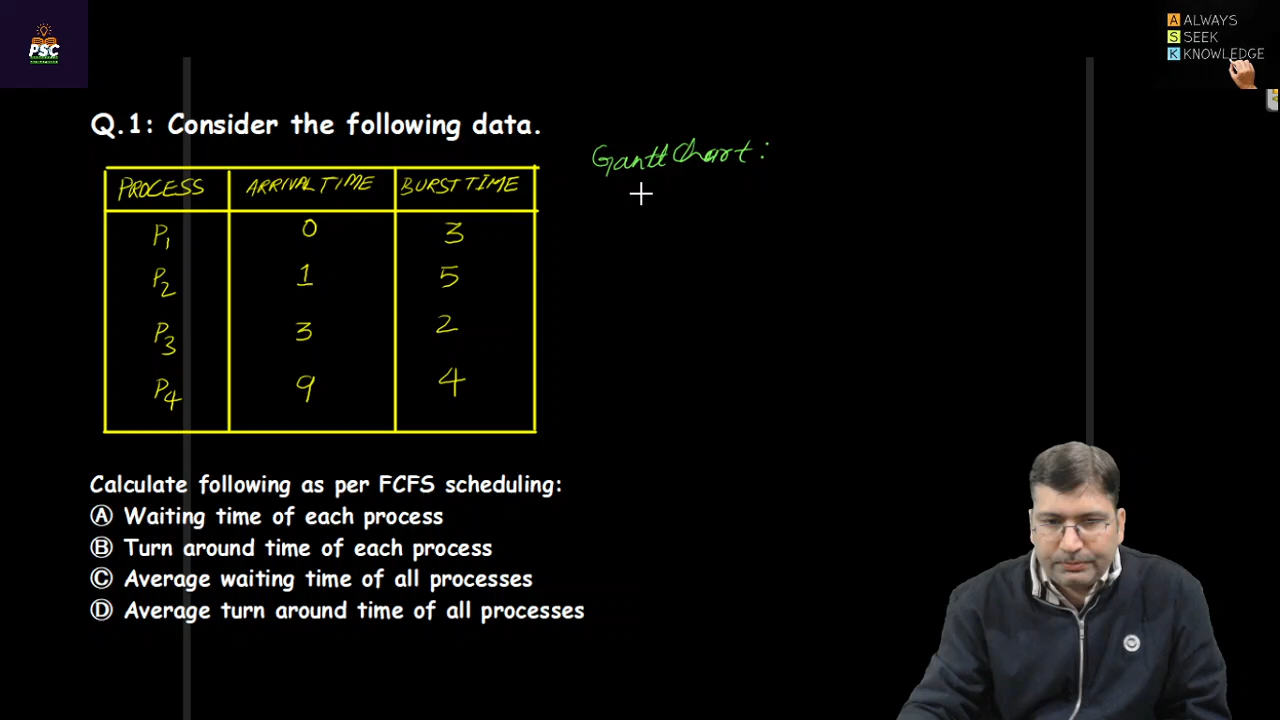 PSC
A ALWAYS
S SEEK
K KNOWLEDGE
Q.1: Consider the following data.
Gantt Chart:
PROCESS ARRIVAL TIME BURST TIME
P1 0 3
P2 1 5
P3 3 2
P4 9 4
Calculate following as per FCFS scheduling:
Ⓐ Waiting time of each process
Ⓑ Turn around time of each process
Ⓒ Average waiting time of all processes
Ⓓ Average turn around time of all processes